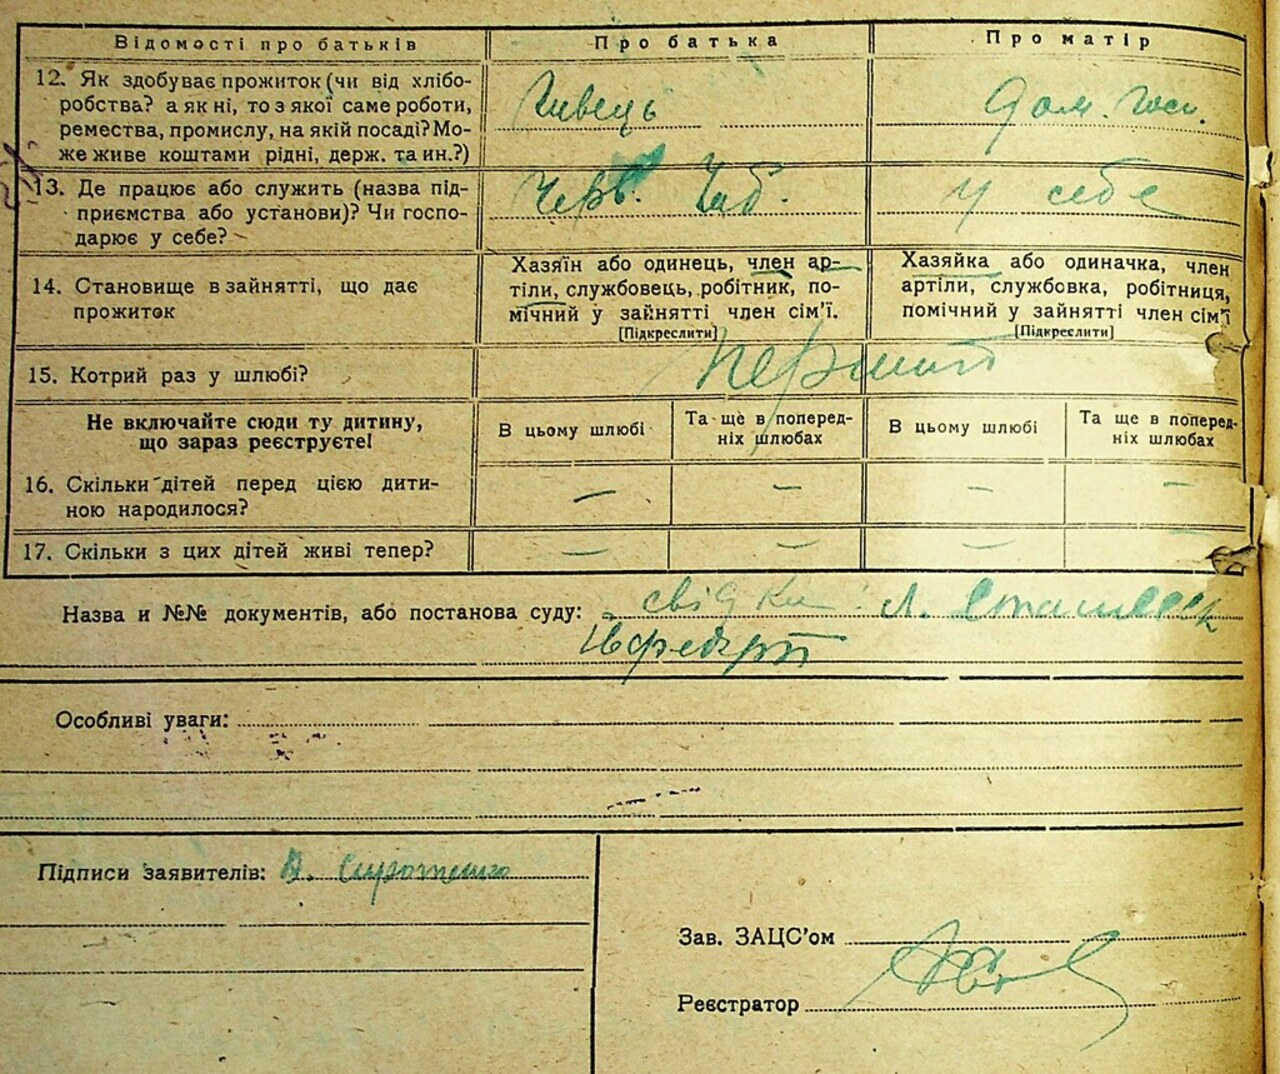 Відомості про батьків Про батька Про матір
12. Як здобуває прожиток (чи від хлібо-
робства? а як ні, то з якої саме роботи,
ремества, промислу, на якій посаді? Мо-
же живе коштами рідні, держ. та ин.?)
Швець
Дом. госп.
13. Де працює або служить (назва під-
приємства або установи)? Чи госпо-
дарює у себе?
Черв.
у себе
14. Становище в зайнятті, що дає
прожиток
Хазяїн або одинець, член ар-
тіли, службовець, робітник, по-
мічний у зайнятті член сім’ї.
[Підкреслити]
Хазяйка або одиначка, член
артіли, службовка, робітниця,
помічний у зайнятті член сім’ї
[Підкреслити]
15. Котрий раз у шлюбі?
перший
Не включайте сюди ту дитину,
що зараз реєструєте!
В цьому шлюбі
Та ще в поперед-
ніх шлюбах
В цьому шлюбі
Та ще в поперед-
ніх шлюбах
16. Скільки дітей перед цією дити-
ною народилося?
— — — —
17. Скільки з цих дітей живі тепер?
— — — —
Назва и №№ документів, або постанова суду: свідки: Л.
Особливі уваги:
Підписи заявителів:
Зав. ЗАЦС’ом
Реєстратор